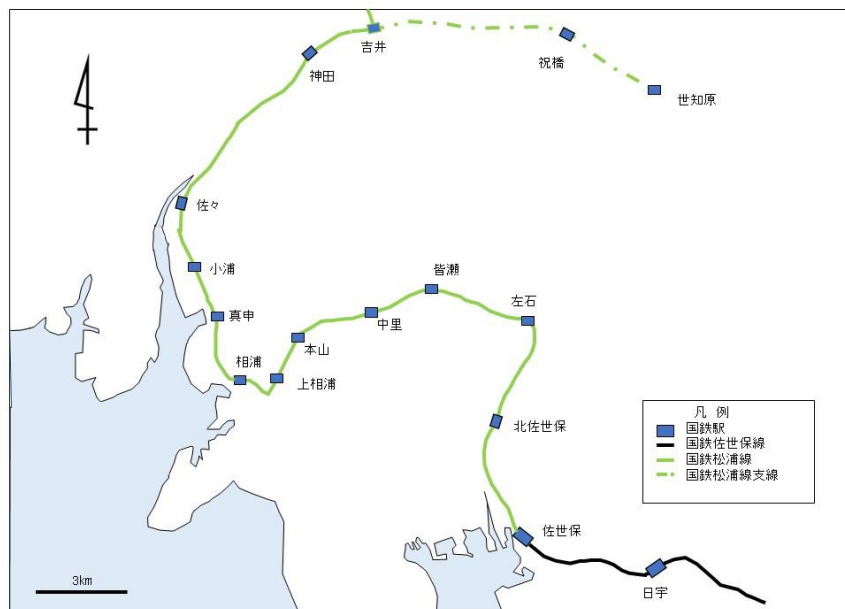 吉井
祝橋
神田
世知原
佐々
小浦
皆瀬
真申
中里
左石
本山
相浦
上相浦
北佐世保
凡 例
国鉄駅
国鉄佐世保線
国鉄松浦線
国鉄松浦線支線
佐世保
日宇
3km